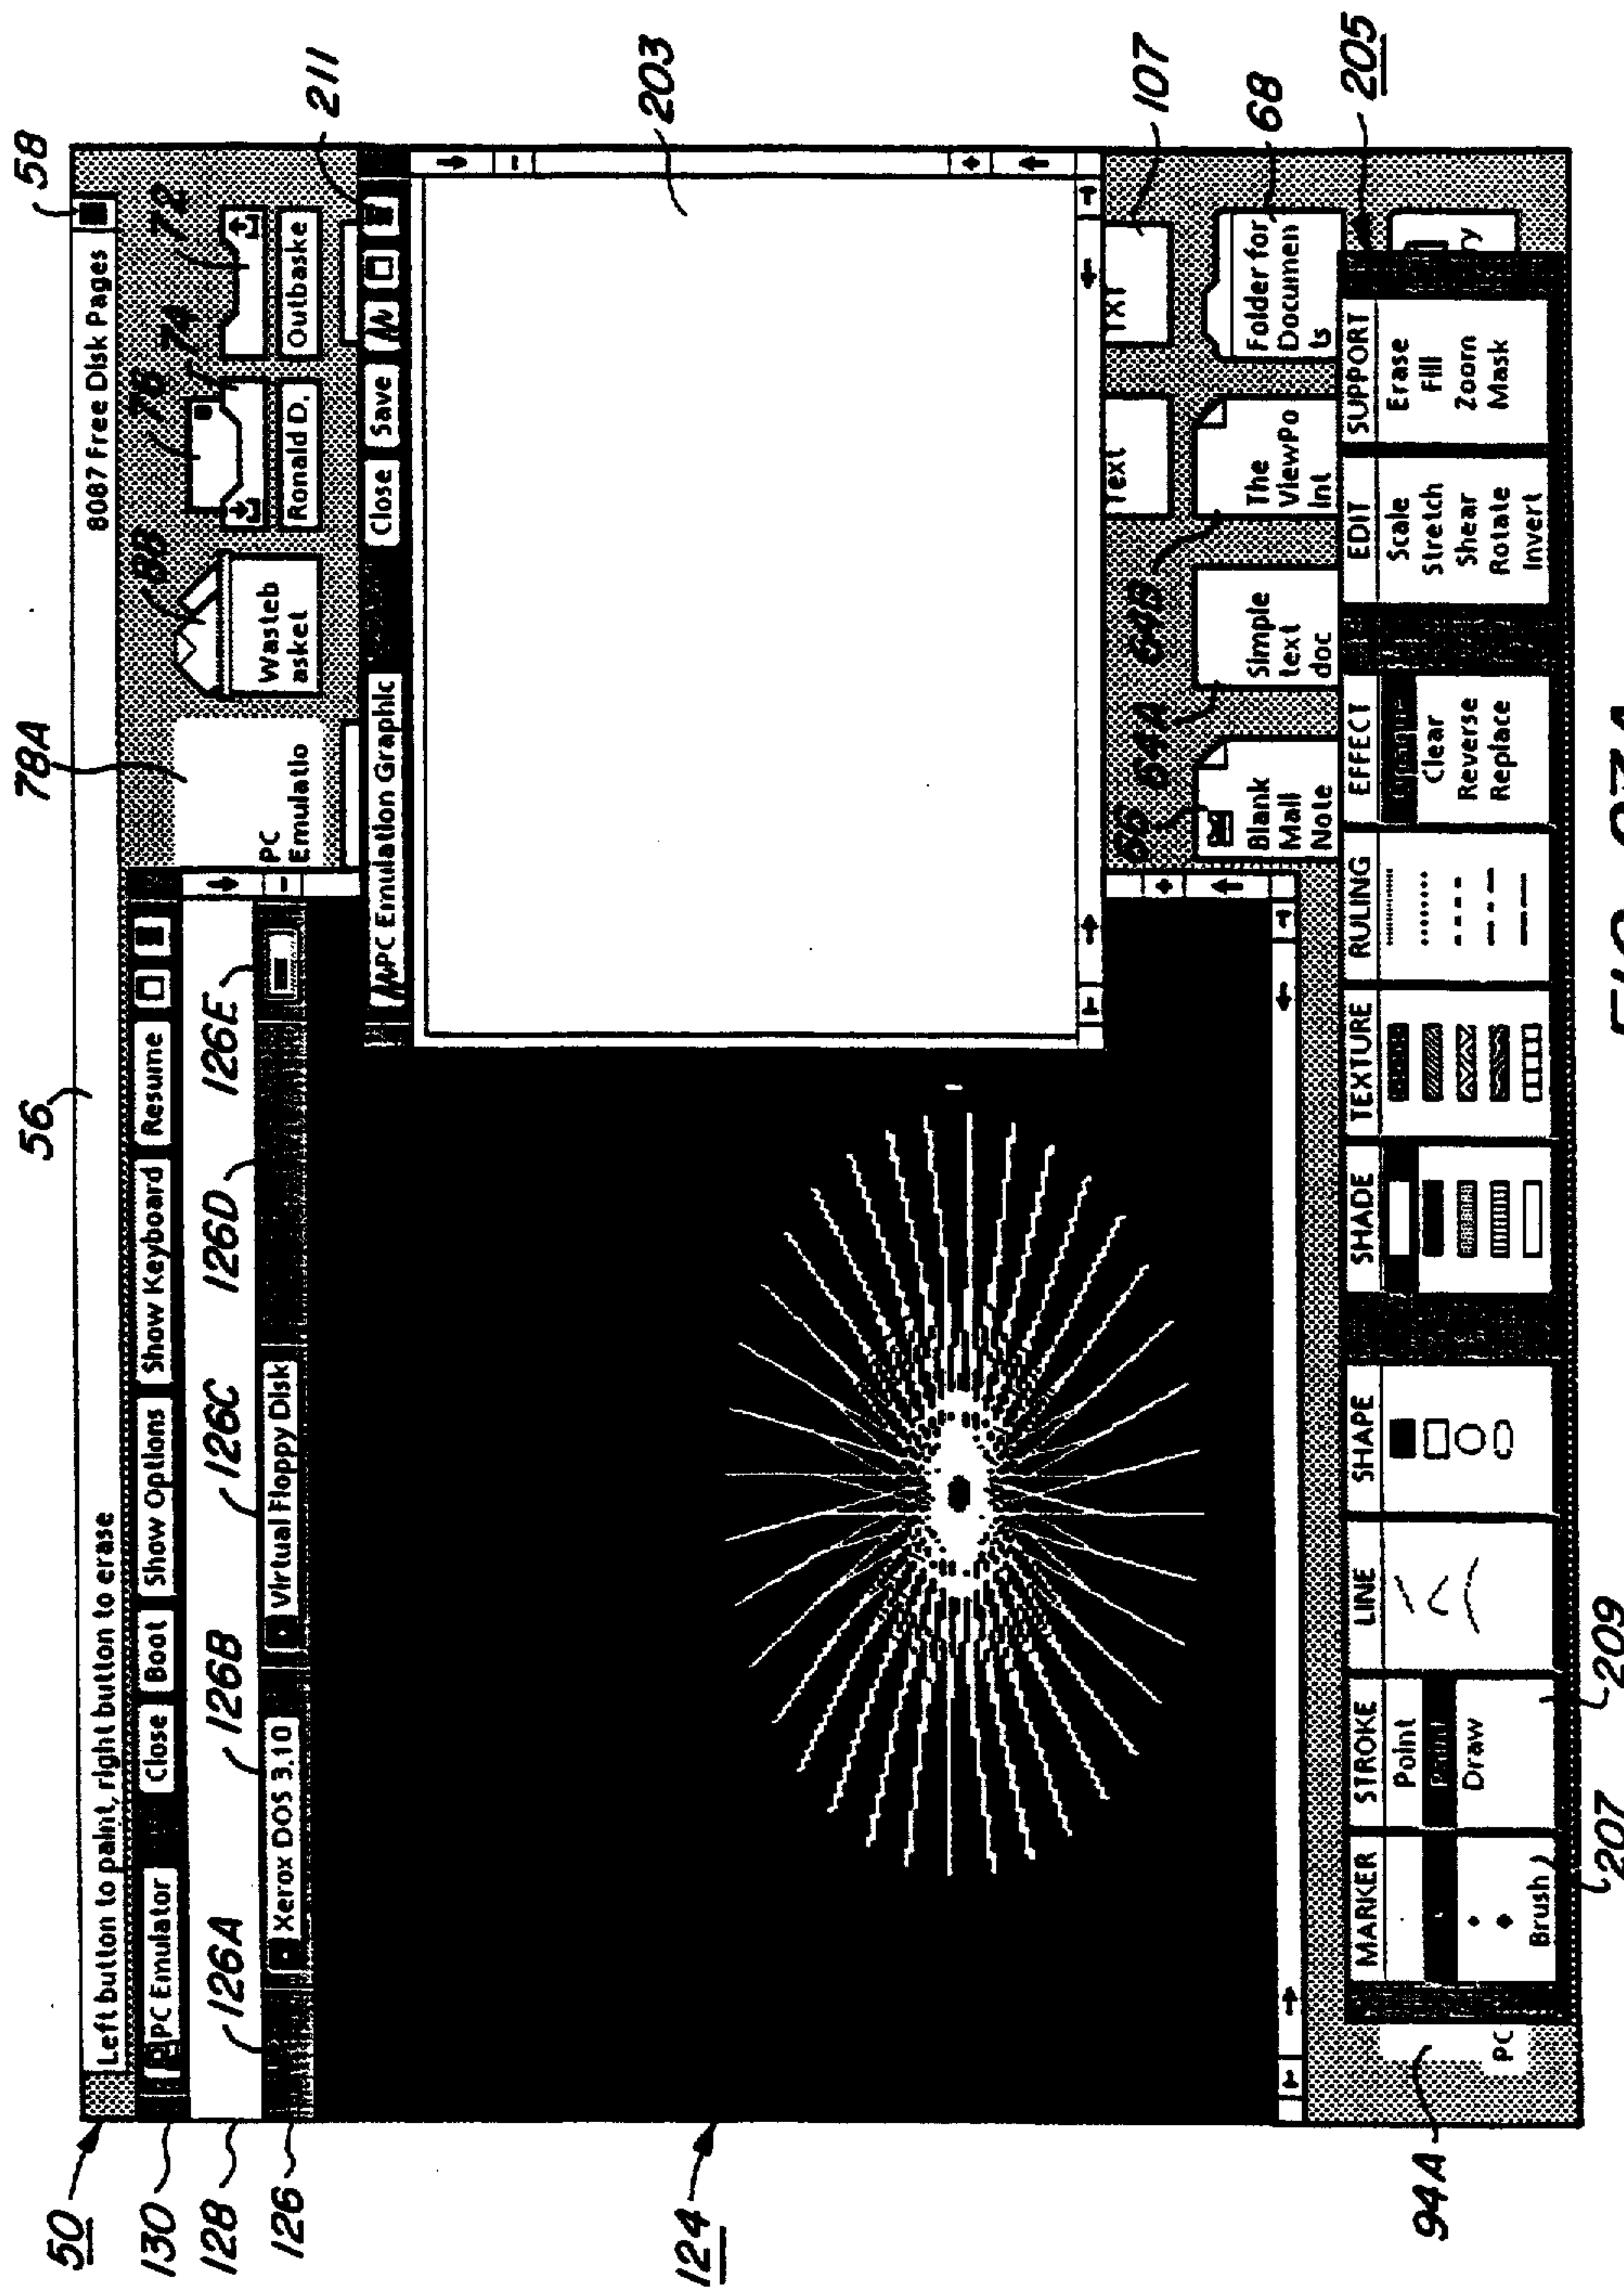 56
78A
58
50
Left button to paint, right button to erase
8087 Free Disk Pages
130
PC Emulator
Close
Boot
Show Options
Show Keyboard
Resume
88
76
74
72
128
126A
126B
126C
126D
126E
PC
Emulatio
Wasteb
asket
Ronald D.
Outbaske
211
126
Xerox DOS 3.10
Virtual Floppy Disk
PC Emulation Graphic
Close
Save
203
124
Text
TXT
107
66
64A
64B
68
Blank
Mail
Note
Simple
text
doc
The
ViewPo
int
Folder for
Documen
ts
205
94A
PC
ry
MARKER
Brush
STROKE
Point
Paint
Draw
LINE
SHAPE
SHADE
TEXTURE
RULING
EFFECT
Clear
Reverse
Replace
EDIT
Scale
Stretch
Shear
Rotate
Invert
SUPPORT
Erase
Fill
Zoom
Mask
207
209